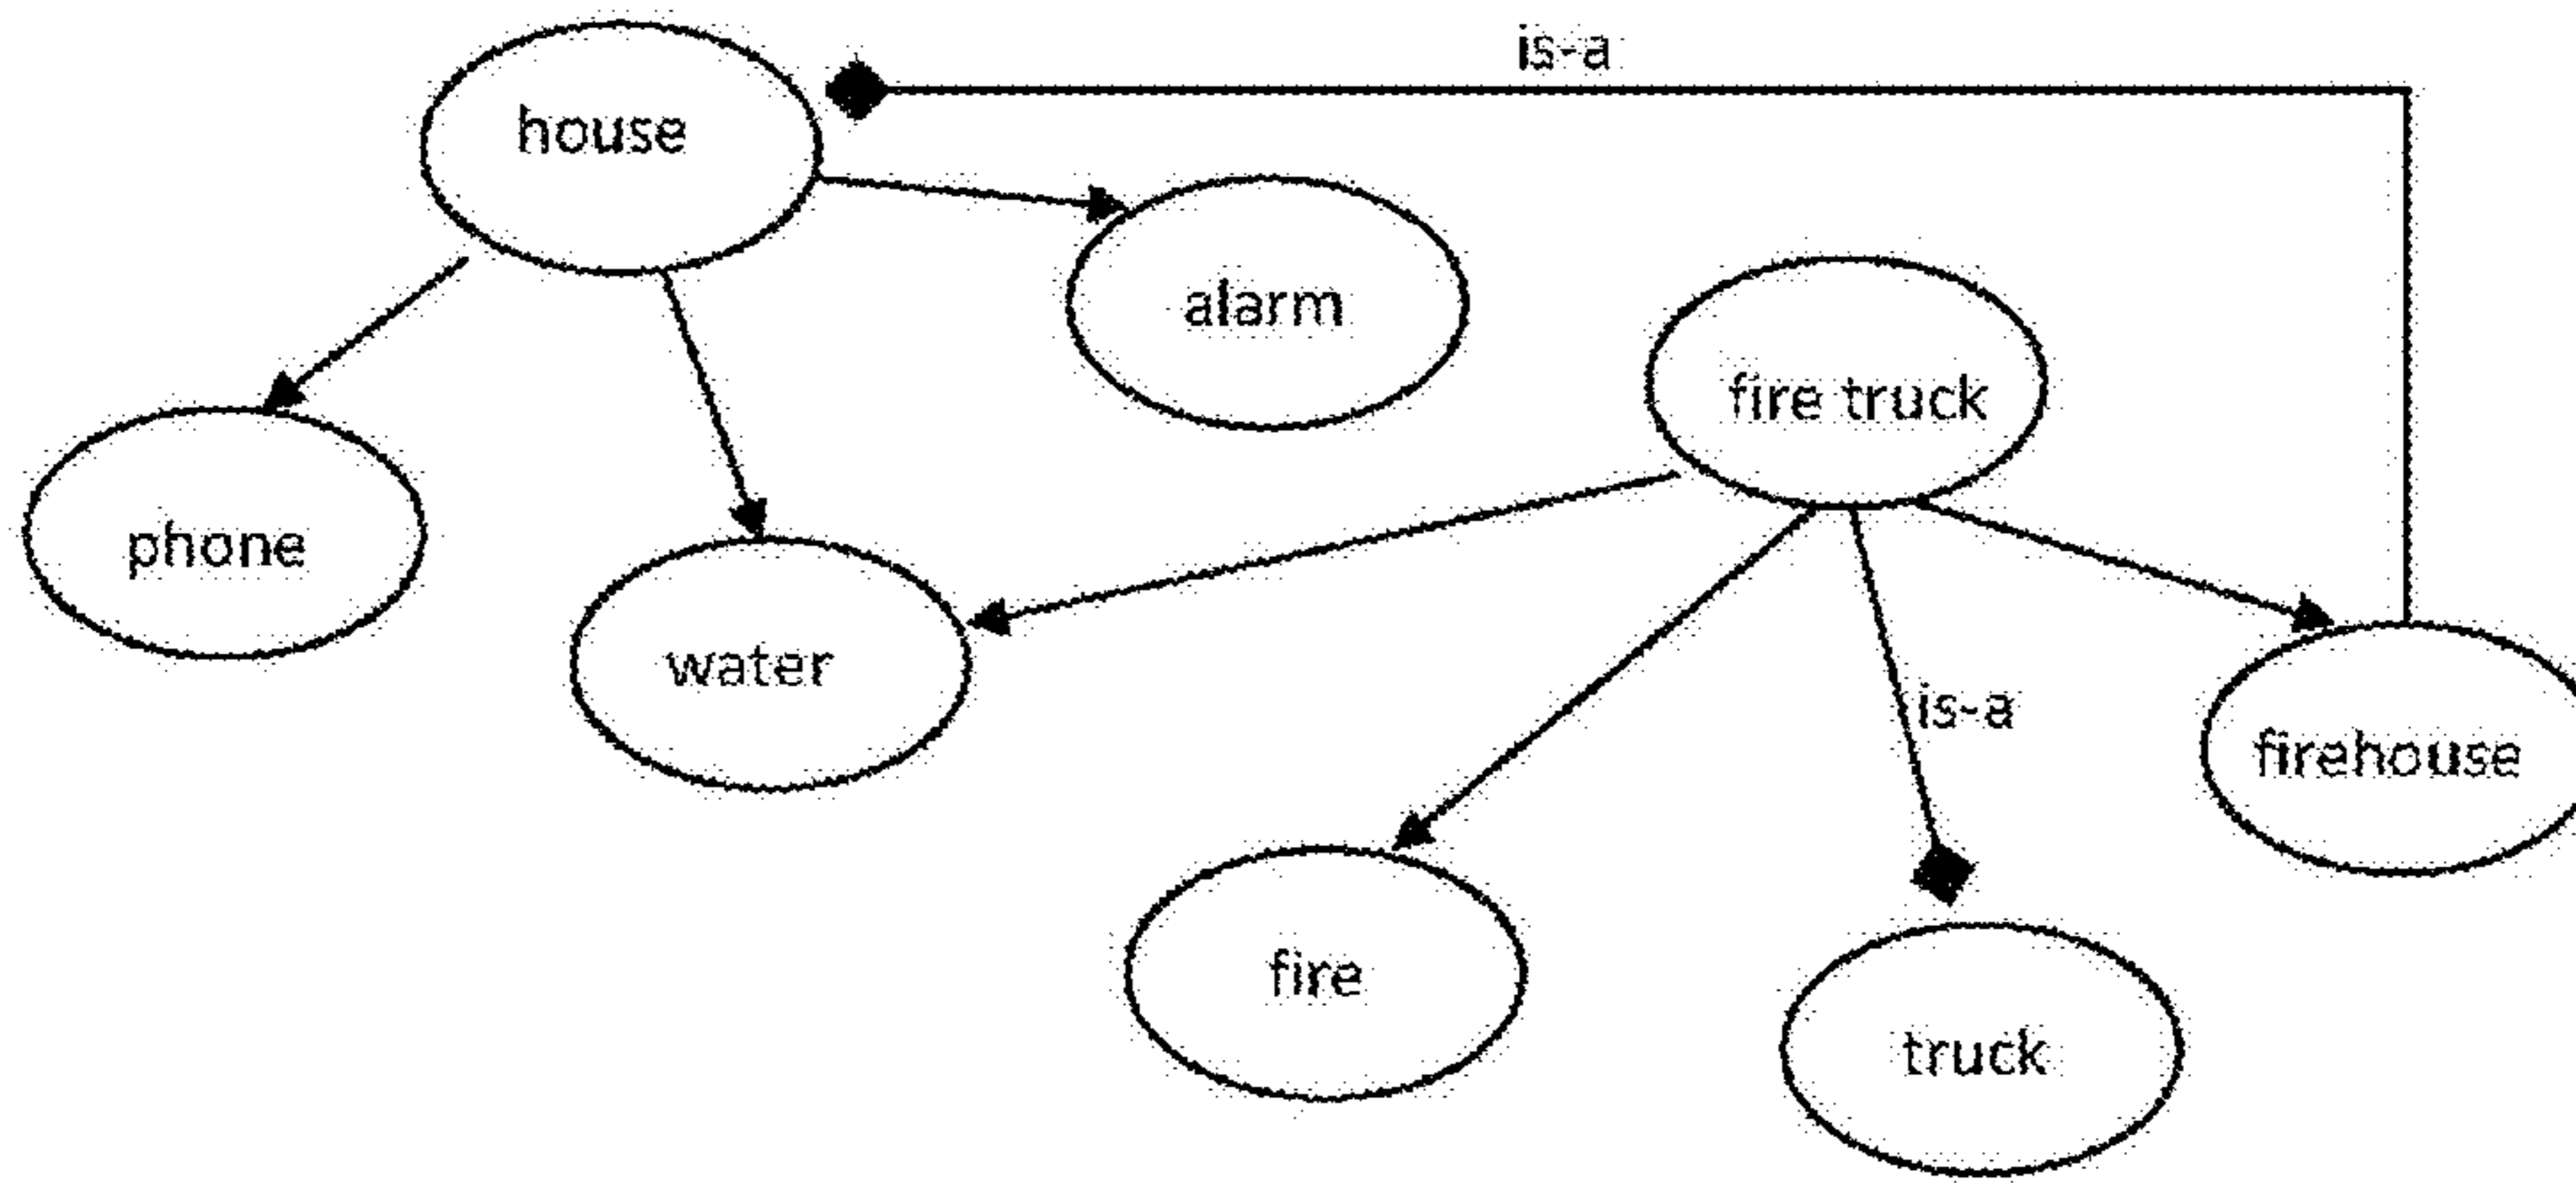 is-a
house
alarm
fire truck
phone
water
is-a
firehouse
fire
truck